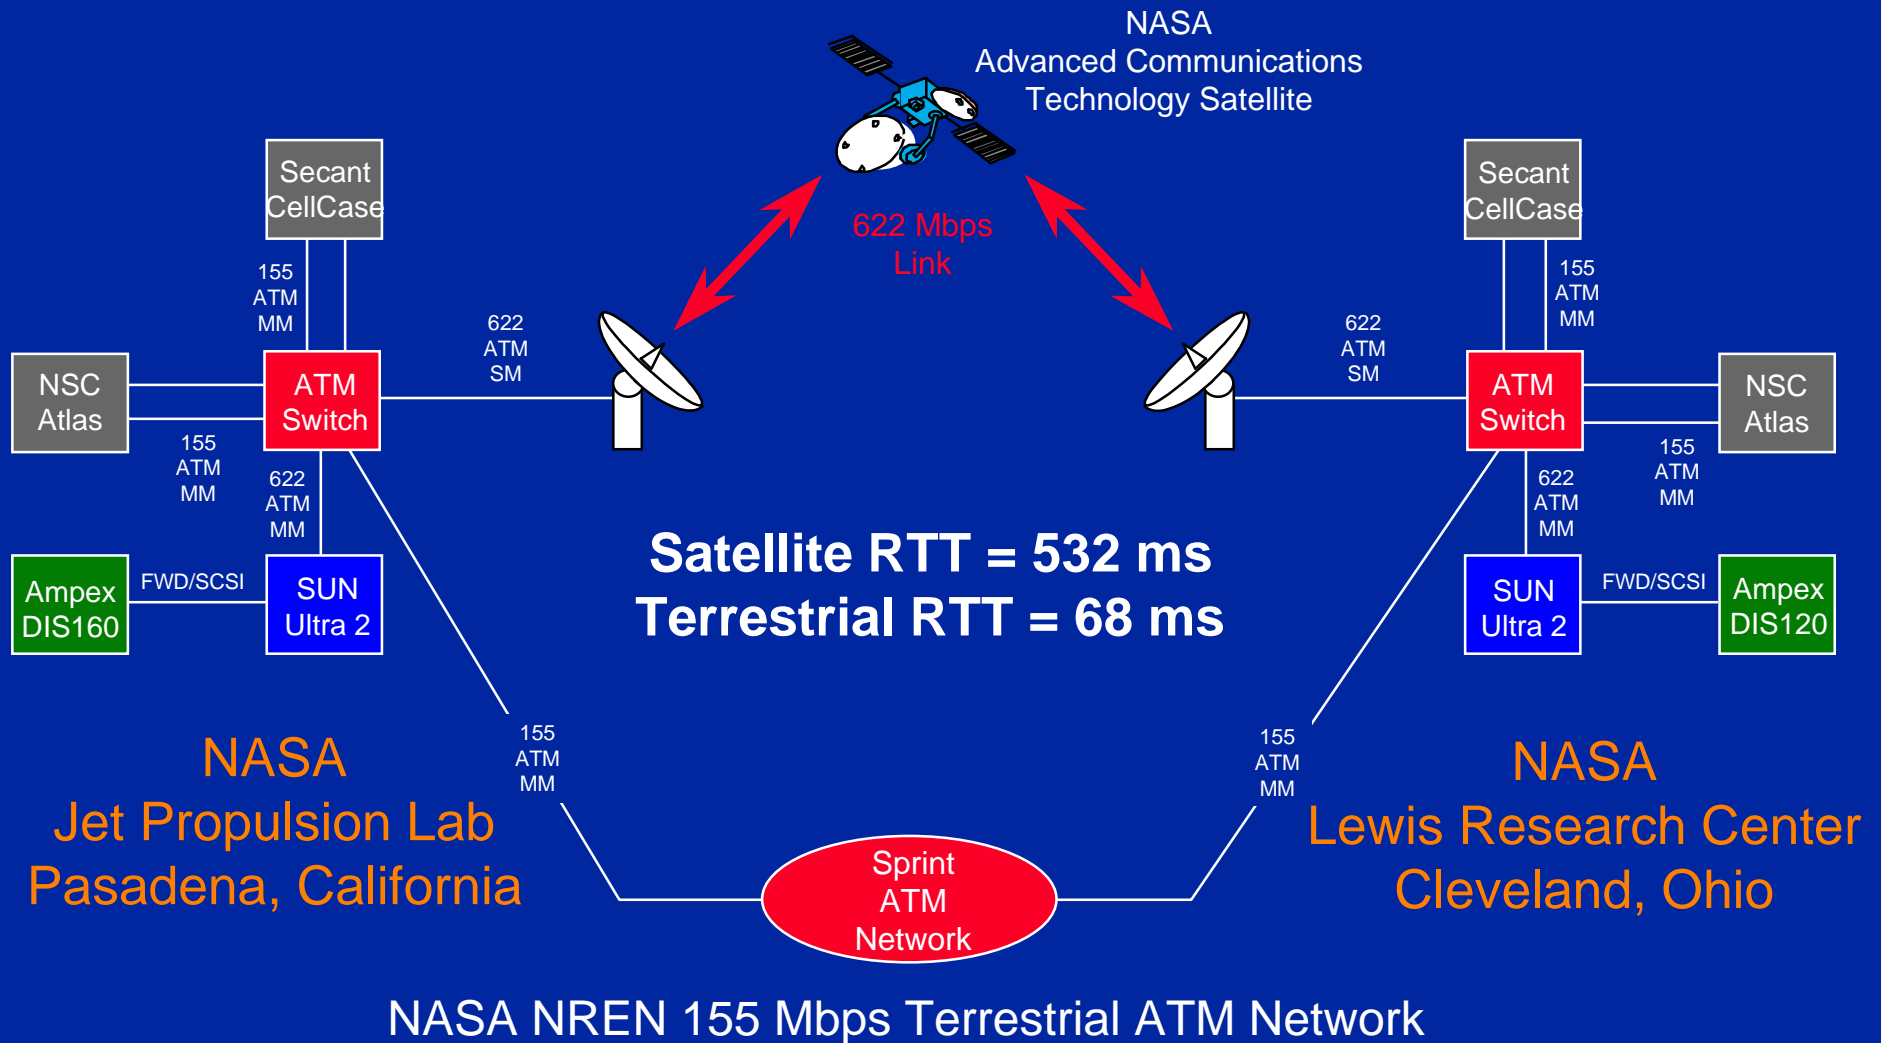 NASA
Advanced Communications
Technology Satellite
Secant
CellCase
Secant
CellCase
622 Mbps
Link
155
ATM
MM
155
ATM
MM
622
ATM
SM
622
ATM
SM
NSC
Atlas
ATM
Switch
ATM
Switch
NSC
Atlas
155
ATM
MM
622
ATM
MM
622
ATM
MM
155
ATM
MM
Satellite RTT = 532 ms
Terrestrial RTT = 68 ms
Ampex
DIS160
FWD/SCSI
SUN
Ultra 2
SUN
Ultra 2
FWD/SCSI
Ampex
DIS120
155
ATM
MM
155
ATM
MM
NASA
Jet Propulsion Lab
Pasadena, California
NASA
Lewis Research Center
Cleveland, Ohio
Sprint
ATM
Network
NASA NREN 155 Mbps Terrestrial ATM Network